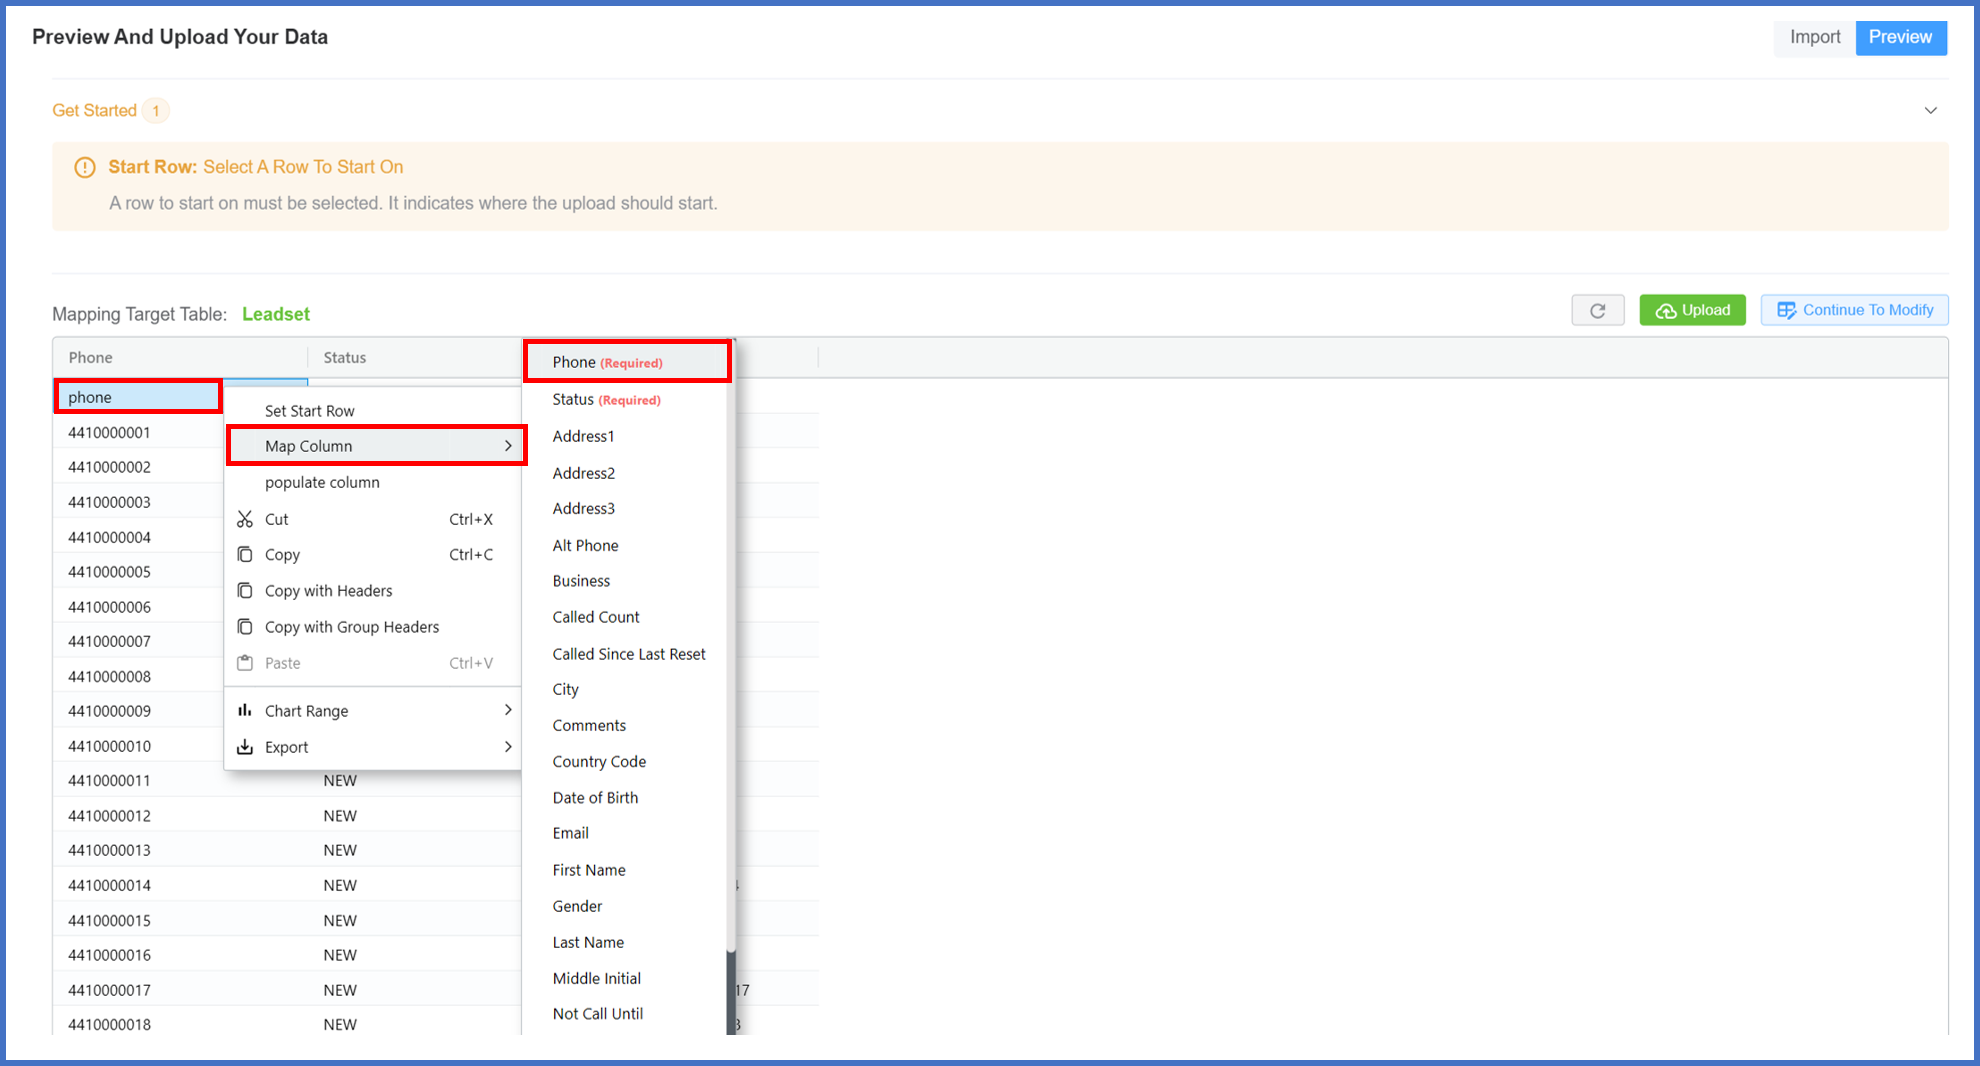 Preview And Upload Your Data
Import
Preview
Get Started 1
Start Row: Select A Row To Start On
A row to start on must be selected. It indicates where the upload should start.
Mapping Target Table: Leadset
Upload
Continue To Modify
Phone
Status
phone
4410000001
4410000002
4410000003
4410000004
4410000005
4410000006
4410000007
4410000008
4410000009
4410000010
4410000011 NEW
4410000012 NEW
4410000013 NEW
4410000014 NEW
4410000015 NEW
4410000016 NEW
4410000017 NEW 17
4410000018 NEW
Set Start Row
Map Column
populate column
Cut Ctrl+X
Copy Ctrl+C
Copy with Headers
Copy with Group Headers
Paste Ctrl+V
Chart Range
Export
Phone (Required)
Status (Required)
Address1
Address2
Address3
Alt Phone
Business
Called Count
Called Since Last Reset
City
Comments
Country Code
Date of Birth
Email
First Name
Gender
Last Name
Middle Initial
Not Call Until